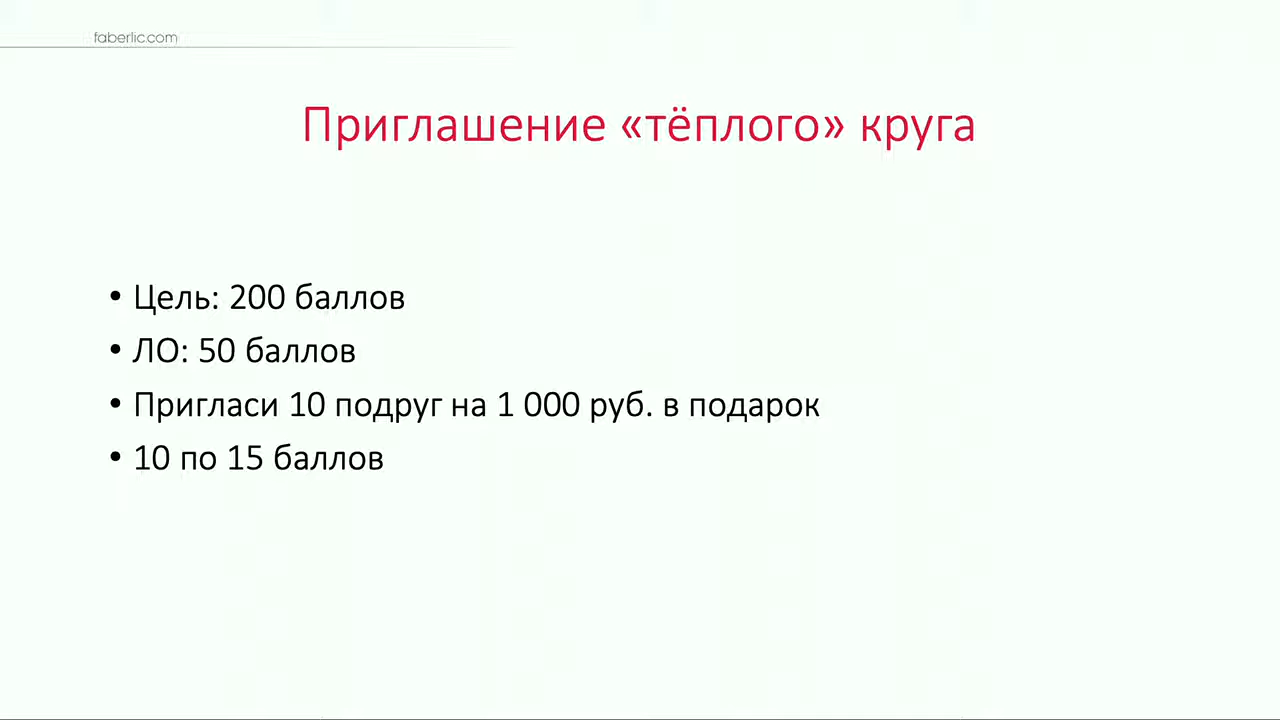 faberlic.com
Приглашение «тёплого» круга
• Цель: 200 баллов
• ЛО: 50 баллов
• Пригласи 10 подруг на 1 000 руб. в подарок
• 10 по 15 баллов